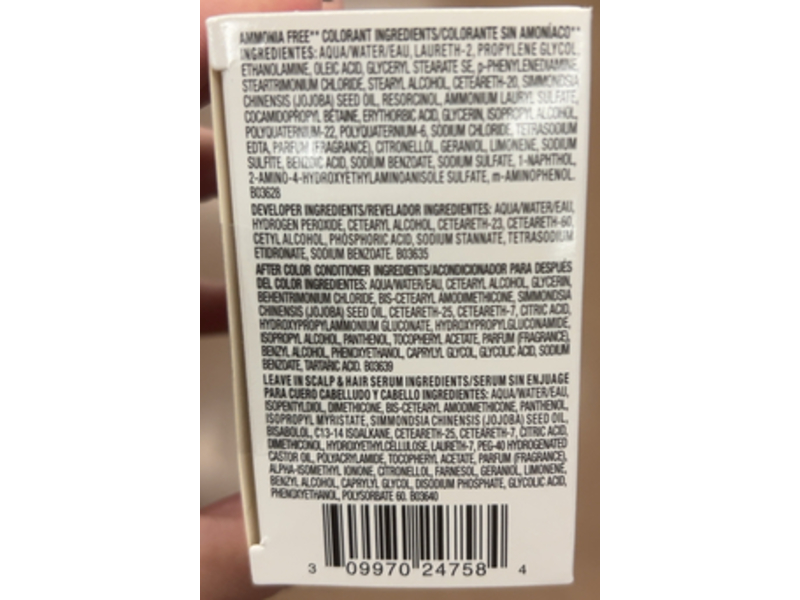 AMMONIA FREE** COLORANT INGREDIENTS/COLORANTE SIN AMONÍACO**
INGREDIENTES: AQUA/WATER/EAU, LAURETH-2, PROPYLENE GLYCOL,
ETHANOLAMINE, OLEIC ACID, GLYCERYL STEARATE SE, p-PHENYLENEDIAMINE,
STEARTRIMONIUM CHLORIDE, STEARYL ALCOHOL, CETEARETH-20, SIMMONDSIA
CHINENSIS (JOJOBA) SEED OIL, RESORCINOL, AMMONIUM LAURYL SULFATE,
COCAMIDOPROPYL BETAINE, ERYTHORBIC ACID, GLYCERIN, ISOPROPYL ALCOHOL,
POLYQUATERNIUM-22, POLYQUATERNIUM-6, SODIUM CHLORIDE, TETRASODIUM
EDTA, PARFUM (FRAGRANCE), CITRONELLOL, GERANIOL, LIMONENE, SODIUM
SULFITE, BENZOIC ACID, SODIUM BENZOATE, SODIUM SULFATE, 1-NAPHTHOL,
2-AMINO-4-HYDROXYETHYLAMINOANISOLE SULFATE, m-AMINOPHENOL.
B03628
DEVELOPER INGREDIENTS/REVELADOR INGREDIENTES: AQUA/WATER/EAU,
HYDROGEN PEROXIDE, CETEARYL ALCOHOL, CETEARETH-23, CETEARETH-60,
CETYL ALCOHOL, PHOSPHORIC ACID, SODIUM STANNATE, TETRASODIUM
ETIDRONATE, SODIUM BENZOATE. B03635
AFTER COLOR CONDITIONER INGREDIENTS/ACONDICIONADOR PARA DESPUÉS
DEL COLOR INGREDIENTES: AQUA/WATER/EAU, CETEARYL ALCOHOL, GLYCERIN,
BEHENTRIMONIUM CHLORIDE, BIS-CETEARYL AMODIMETHICONE, SIMMONDSIA
CHINENSIS (JOJOBA) SEED OIL, CETEARETH-25, CETEARETH-7, CITRIC ACID,
HYDROXYPROPYLAMMONIUM GLUCONATE, HYDROXYPROPYLGLUCONAMIDE,
ISOPROPYL ALCOHOL, PANTHENOL, TOCOPHERYL ACETATE, PARFUM (FRAGRANCE),
BENZYL ALCOHOL, PHENOXYETHANOL, CAPRYLYL GLYCOL, GLYCOLIC ACID, SODIUM
BENZOATE, TARTARIC ACID. B03639
LEAVE IN SCALP & HAIR SERUM INGREDIENTS/SERUM SIN ENJUAGE
PARA CUERO CABELLUDO Y CABELLO INGREDIENTES: AQUA/WATER/EAU,
ISOPENTYLDIOL, DIMETHICONE, BIS-CETEARYL AMODIMETHICONE, PANTHENOL,
ISOPROPYL MYRISTATE, SIMMONDSIA CHINENSIS (JOJOBA) SEED OIL,
BISABOLOL, C13-14 ISOALKANE, CETEARETH-25, CETEARETH-7, CITRIC ACID,
DIMETHICONOL, HYDROXYETHYLCELLULOSE, LAURETH-7, PEG-40 HYDROGENATED
CASTOR OIL, POLYACRYLAMIDE, TOCOPHERYL ACETATE, PARFUM (FRAGRANCE),
ALPHA-ISOMETHYL IONONE, CITRONELLOL, FARNESOL, GERANIOL, LIMONENE,
BENZYL ALCOHOL, CAPRYLYL GLYCOL, DISODIUM PHOSPHATE, GLYCOLIC ACID,
PHENOXYETHANOL, POLYSORBATE 60. B03640
3 09970 24758 4